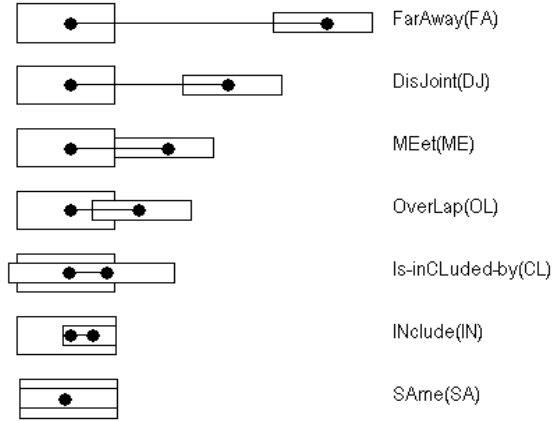 FarAway(FA)
DisJoint(DJ)
MEet(ME)
OverLap(OL)
Is-inCLuded-by(CL)
INclude(IN)
SAme(SA)